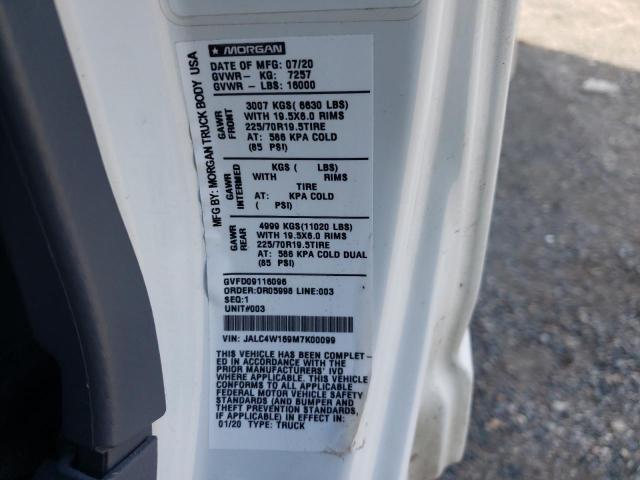 ★ MORGAN
MFG BY: MORGAN TRUCK BODY USA
DATE OF MFG: 07/20
GVWR- KG: 7257
GVWR- LBS: 16000
GAWR FRONT
3007 KGS( 6630 LBS)
WITH 19.5X6.0 RIMS
225/70R19.5TIRE
AT: 586 KPA COLD
(85 PSI)
GAWR INTERMED
KGS ( LBS)
WITH RIMS
TIRE
AT: KPA COLD
( PSI)
GAWR REAR
4999 KGS(11020 LBS)
WITH 19.5X6.0 RIMS
225/70R19.5TIRE
AT: 586 KPA COLD DUAL
(85 PSI)
GVFD09116096
ORDER:OR05998 LINE:003
SEQ:1
UNIT#003
VIN: JALC4W169M7K00099
THIS VEHICLE HAS BEEN COMPLET-
ED IN ACCORDANCE WITH THE
PRIOR MANUFACTURERS' IVD
WHERE APPLICABLE. THIS VEHICLE
CONFORMS TO ALL APPLICABLE
FEDERAL MOTOR VEHICLE SAFETY
STANDARDS (AND BUMPER AND
THEFT PREVENTION STANDARDS,
IF APPLICABLE) IN EFFECT IN:
01/20 TYPE: TRUCK